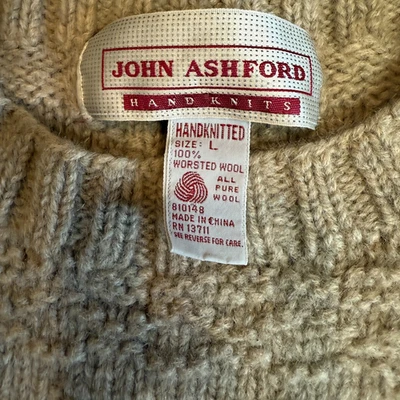 JOHN ASHFORD
HAND KNITS
HANDKNITTED
SIZE: L
100%
WORSTED WOOL
ALL
PURE
WOOL
810148
MADE IN CHINA
RN 13711
SEE REVERSE FOR CARE.